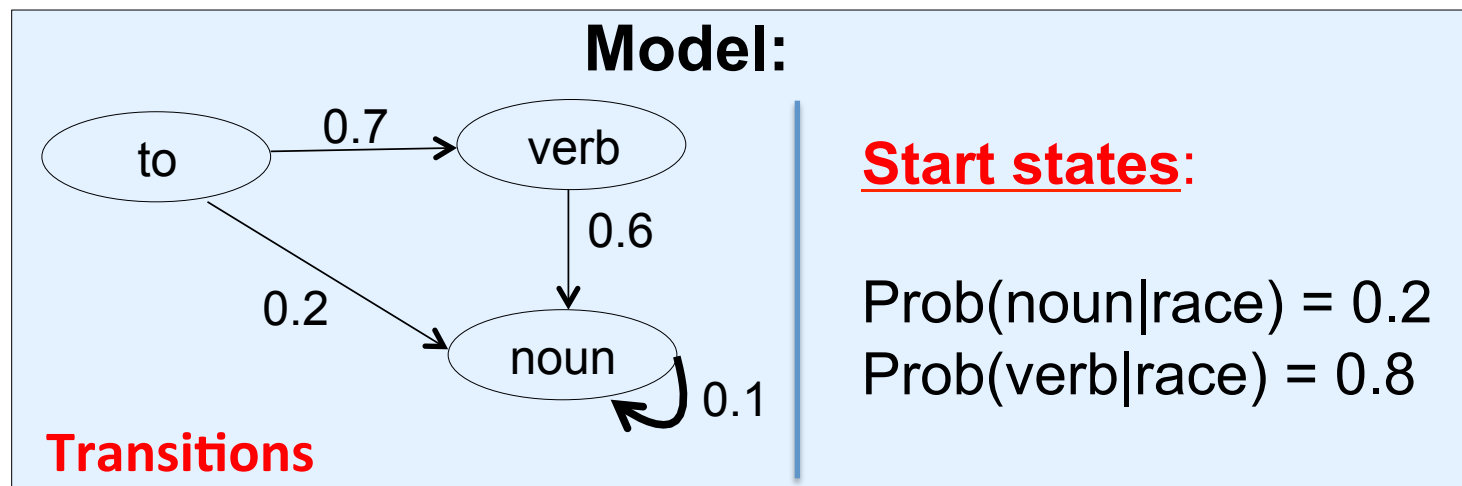 Model:
to
0.7
verb
0.6
0.2
noun
0.1
Transitions
Start states:
Prob(noun|race) = 0.2
Prob(verb|race) = 0.8